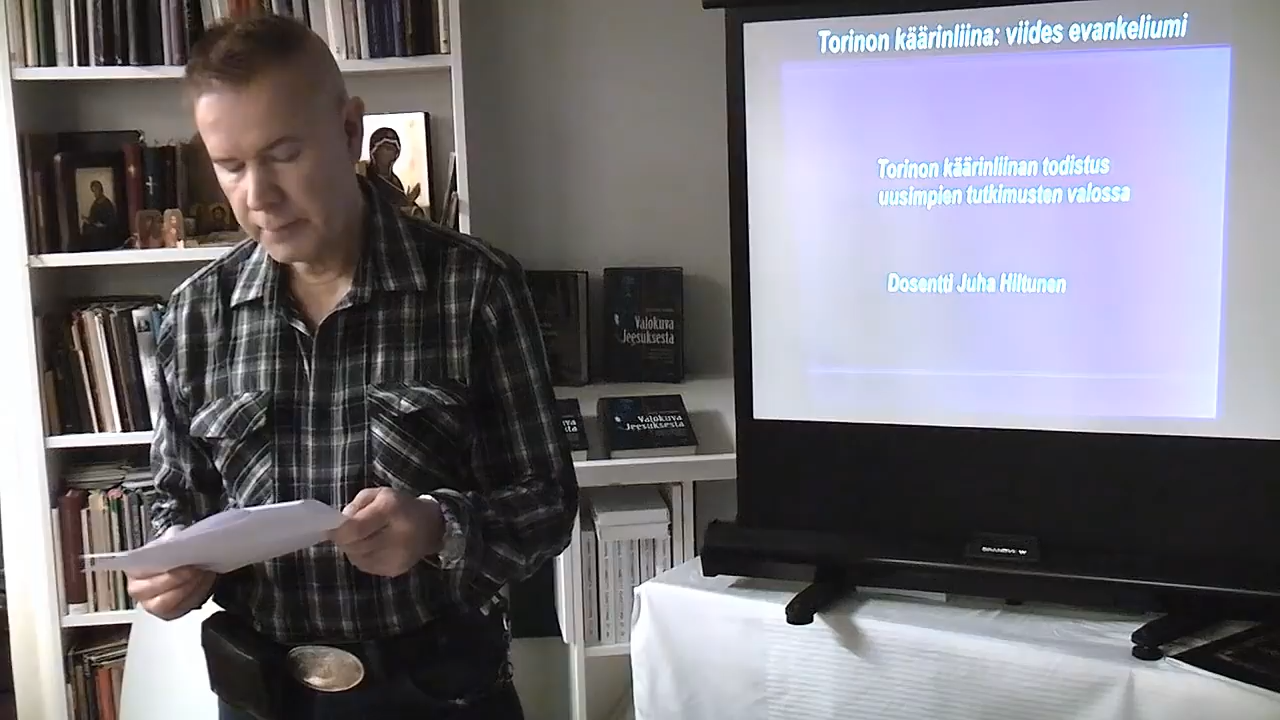 Torinon käärinliina: viides evankeliumi
Torinon käärinliinan todistus
uusimpien tutkimusten valossa
Dosentti Juha Hiltunen
Valokuva
Jeesuksesta
Valokuva
Jeesuksesta